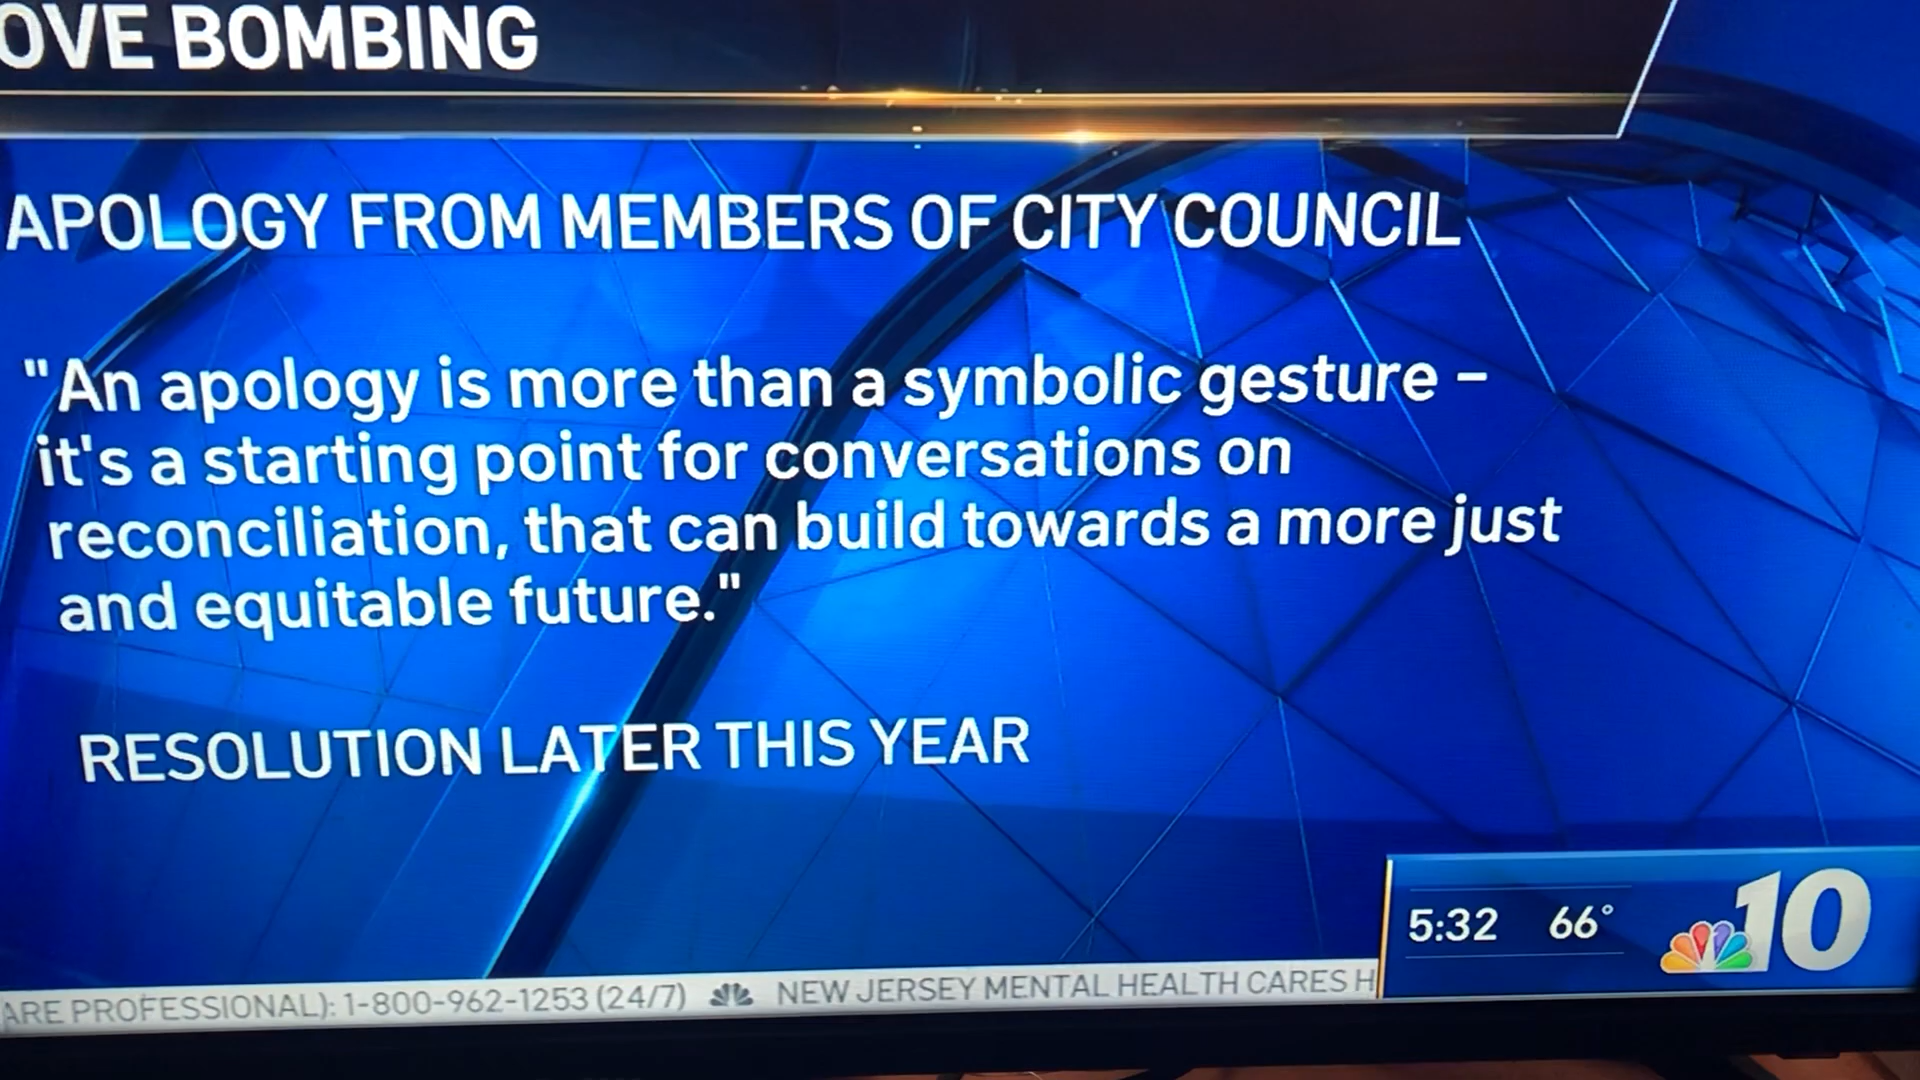 OVE BOMBING
APOLOGY FROM MEMBERS OF CITY COUNCIL
"An apology is more than a symbolic gesture –
it's a starting point for conversations on
reconciliation, that can build towards a more just
and equitable future."
RESOLUTION LATER THIS YEAR
5:32 66° 10
ARE PROFESSIONAL): 1-800-962-1253 (24/7) NEW JERSEY MENTAL HEALTH CARES H